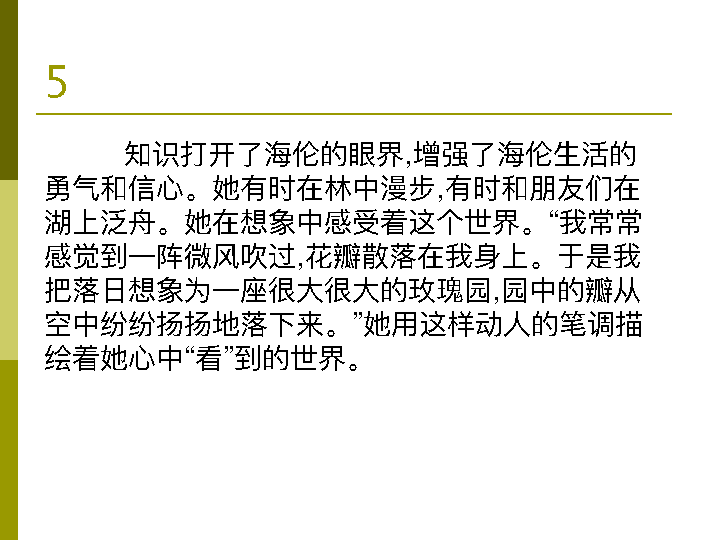 5
知识打开了海伦的眼界,增强了海伦生活的
勇气和信心。她有时在林中漫步,有时和朋友们在
湖上泛舟。她在想象中感受着这个世界。“我常常
感觉到一阵微风吹过,花瓣散落在我身上。于是我
把落日想象为一座很大很大的玫瑰园,园中的瓣从
空中纷纷扬扬地落下来。”她用这样动人的笔调描
绘着她心中“看”到的世界。